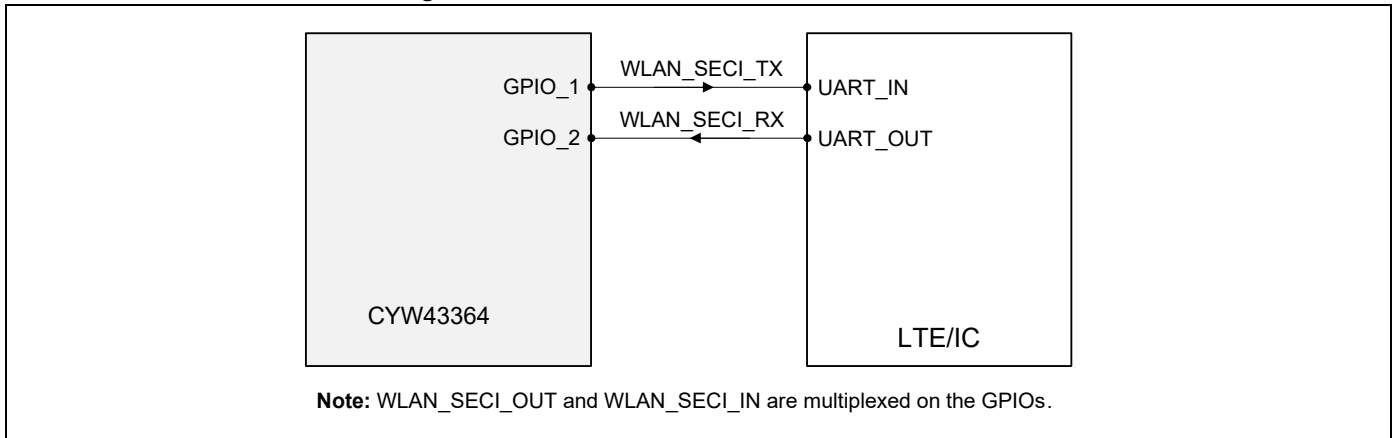 WLAN_SECI_TX
GPIO_1
UART_IN
WLAN_SECI_RX
GPIO_2
UART_OUT
CYW43364
LTE/IC
Note: WLAN_SECI_OUT and WLAN_SECI_IN are multiplexed on the GPIOs.